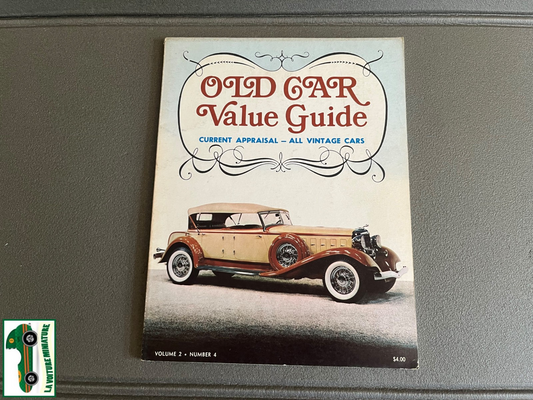 OLD CAR
Value Guide
CURRENT APPRAISAL — ALL VINTAGE CARS
VOLUME 2 • NUMBER 4
$4.00
LA VOITURE MINIATURE